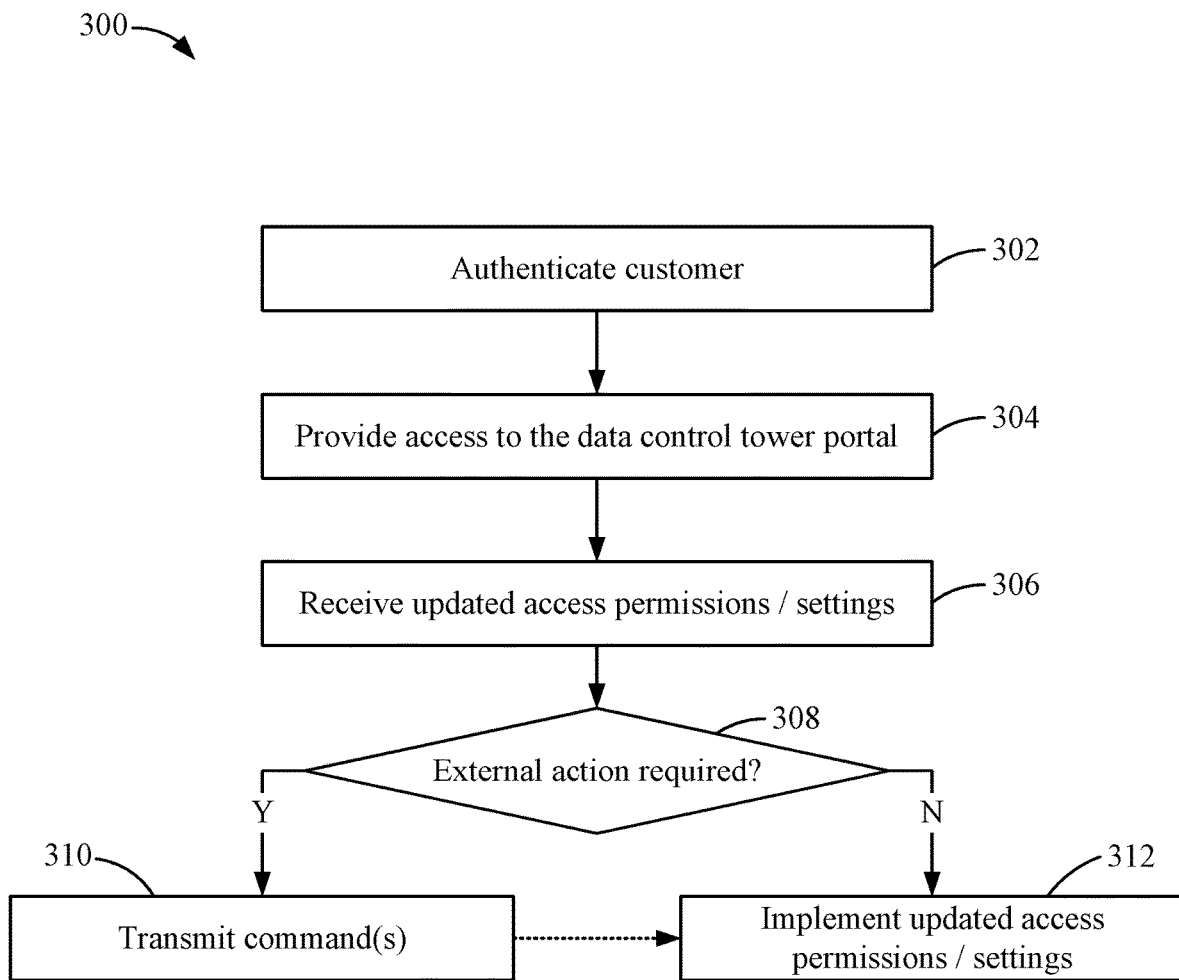 300
Authenticate customer
302
Provide access to the data control tower portal
304
Receive updated access permissions / settings
306
308
External action required?
Y
N
310
312
Transmit command(s)
Implement updated access
permissions / settings